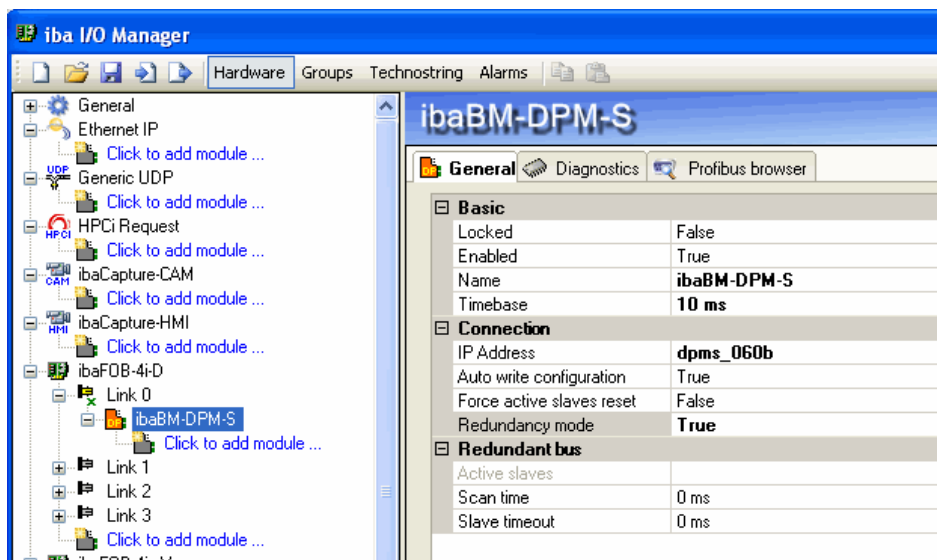 iba I/O Manager
Hardware Groups Technostring Alarms
General
Ethernet IP
Click to add module ...
UDP
Generic UDP
Click to add module ...
HPCi
HPCi Request
Click to add module ...
CAM
ibaCapture-CAM
Click to add module ...
HMI
ibaCapture-HMI
Click to add module ...
ibaFOB-4i-D
Link 0
DP
ibaBM-DPM-S
Click to add module ...
Link 1
Link 2
Link 3
Click to add module ...
ibaBM-DPM-S
General Diagnostics Profibus browser
Basic
Locked False
Enabled True
Name ibaBM-DPM-S
Timebase 10 ms
Connection
IP Address dpms_060b
Auto write configuration True
Force active slaves reset False
Redundancy mode True
Redundant bus
Active slaves
Scan time 0 ms
Slave timeout 0 ms